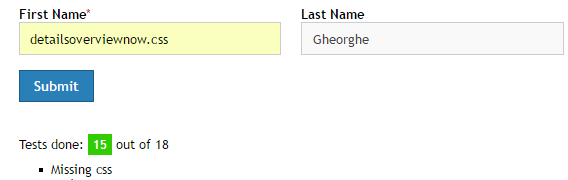 First Name* Last Name
detailsoverviewnow.css Gheorghe
Submit
Tests done: 15 out of 18
Missing css